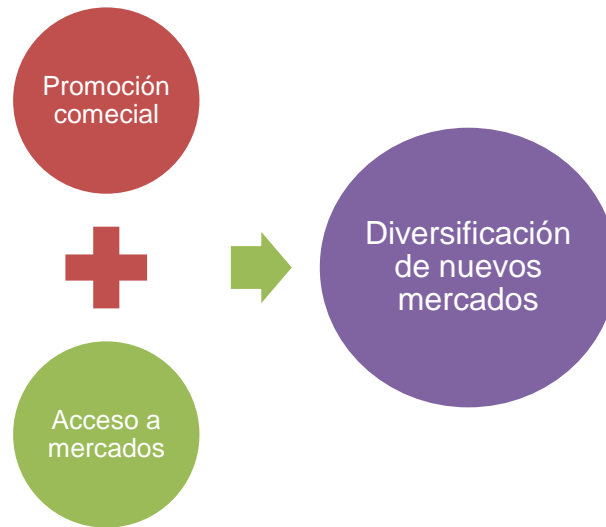 Promoción
comecial
Diversificación
de nuevos
mercados
Acceso a
mercados